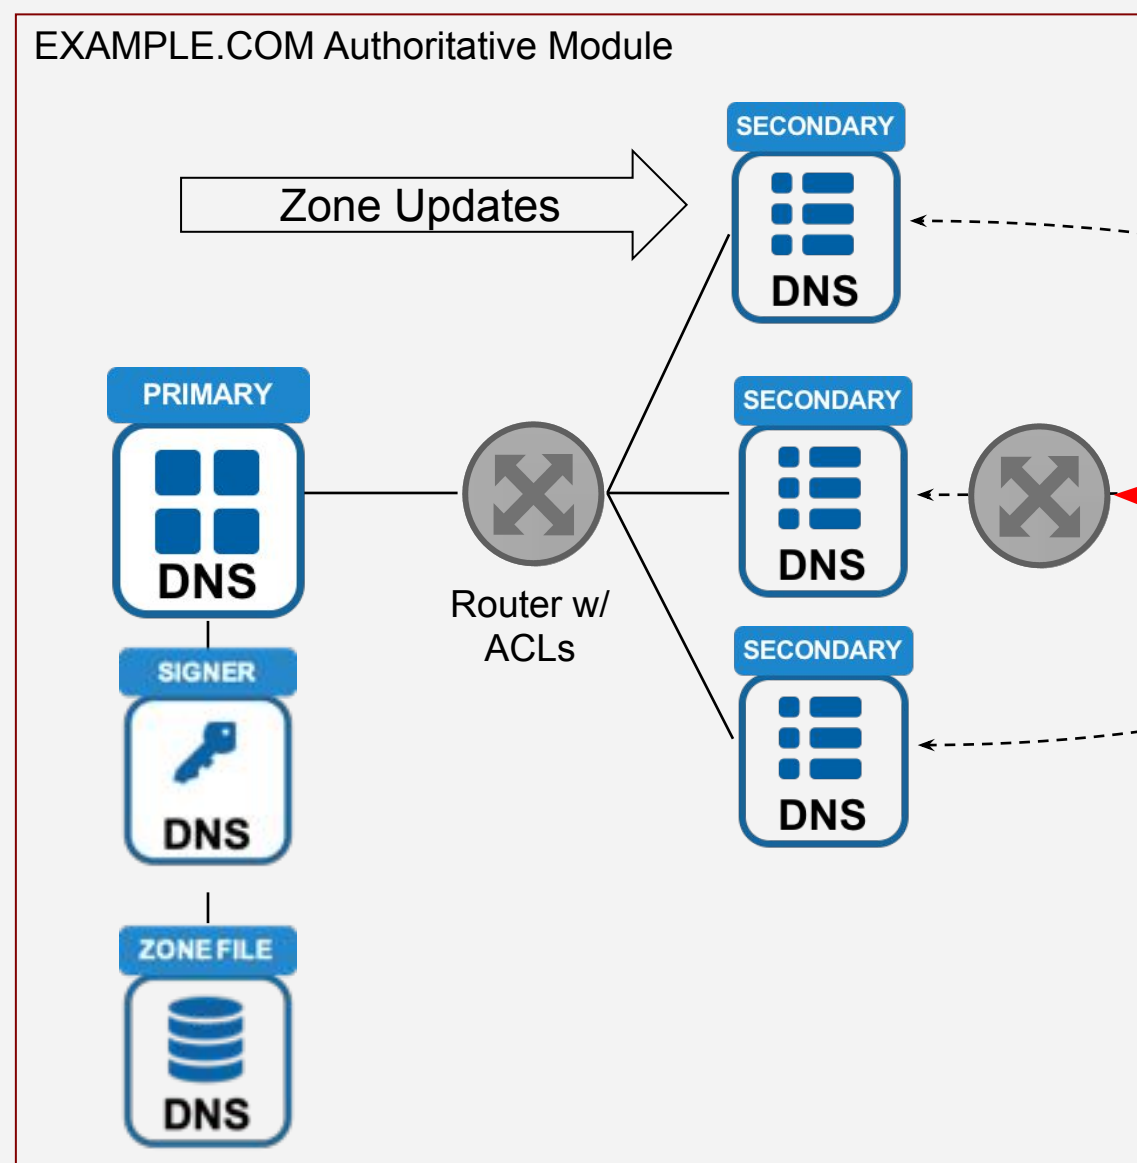 EXAMPLE.COM Authoritative Module
SECONDARY
DNS
Zone Updates
PRIMARY
DNS
Router w/
ACLs
SECONDARY
DNS
SIGNER
DNS
SECONDARY
DNS
ZONE FILE
DNS